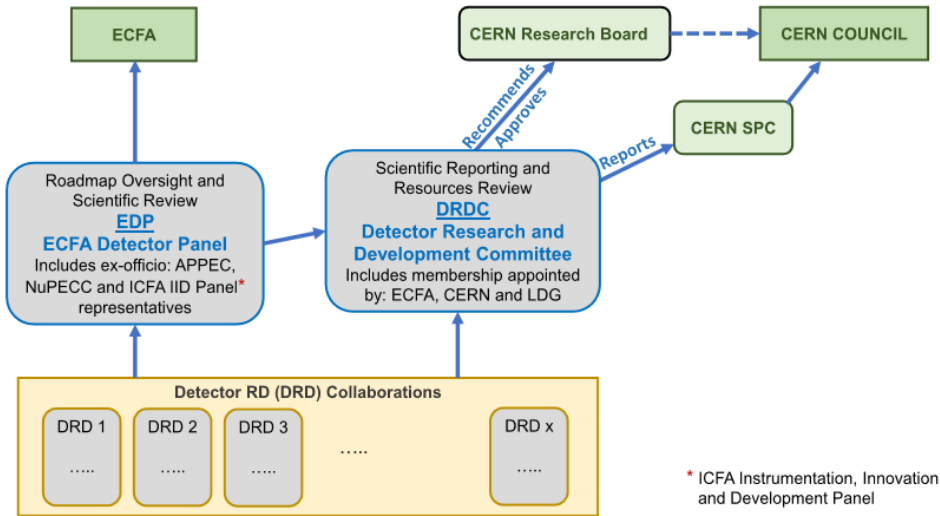 ECFA
CERN Research Board
CERN COUNCIL
Recommends
Approves
CERN SPC
Reports
Roadmap Oversight and
Scientific Review
EDP
ECFA Detector Panel
Includes ex-officio: APPEC,
NuPECC and ICFA IID Panel*
representatives
Scientific Reporting and
Resources Review
DRDC
Detector Research and
Development Committee
Includes membership appointed
by: ECFA, CERN and LDG
Detector RD (DRD) Collaborations
DRD 1
…..
DRD 2
…..
DRD 3
…..
…..
DRD x
…..
* ICFA Instrumentation, Innovation
and Development Panel